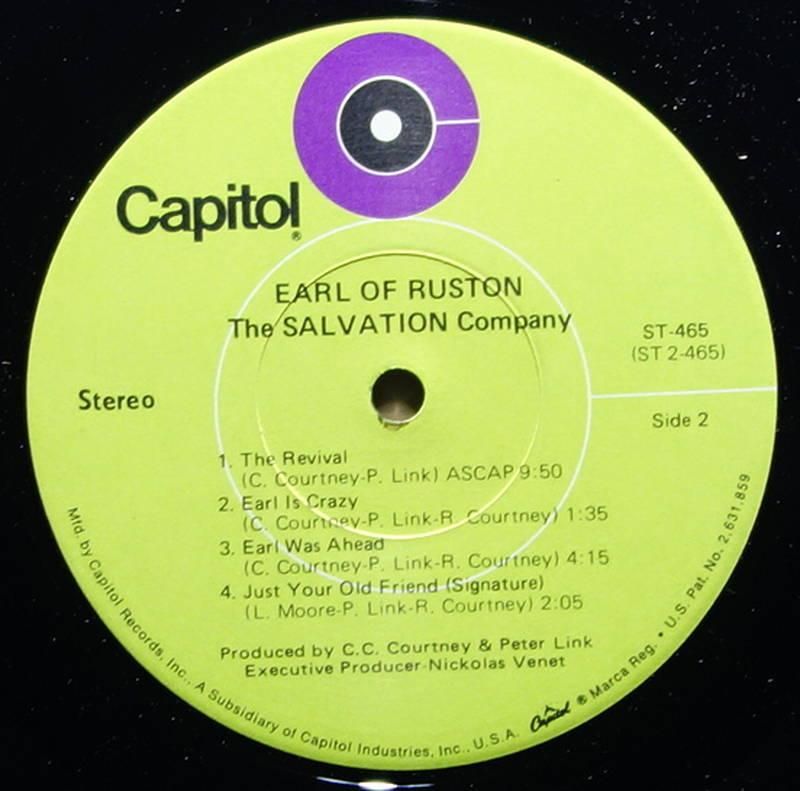 Capitol®
EARL OF RUSTON
The SALVATION Company
ST-465
(ST 2-465)
Stereo
Side 2
1. The Revival
(C. Courtney-P. Link) ASCAP 9:50
2. Earl Is Crazy
(C. Courtney-P. Link-R. Courtney) 1:35
3. Earl Was Ahead
(C. Courtney-P. Link-R. Courtney) 4:15
4. Just Your Old Friend (Signature)
(L. Moore-P. Link-R. Courtney) 2:05
Produced by C.C. Courtney & Peter Link
Executive Producer-Nickolas Venet
Mfd. by Capitol Records, Inc., A Subsidiary of Capitol Industries, Inc., U.S.A. Capitol ® Marca Reg. • U.S. Pat. No. 2,631,859